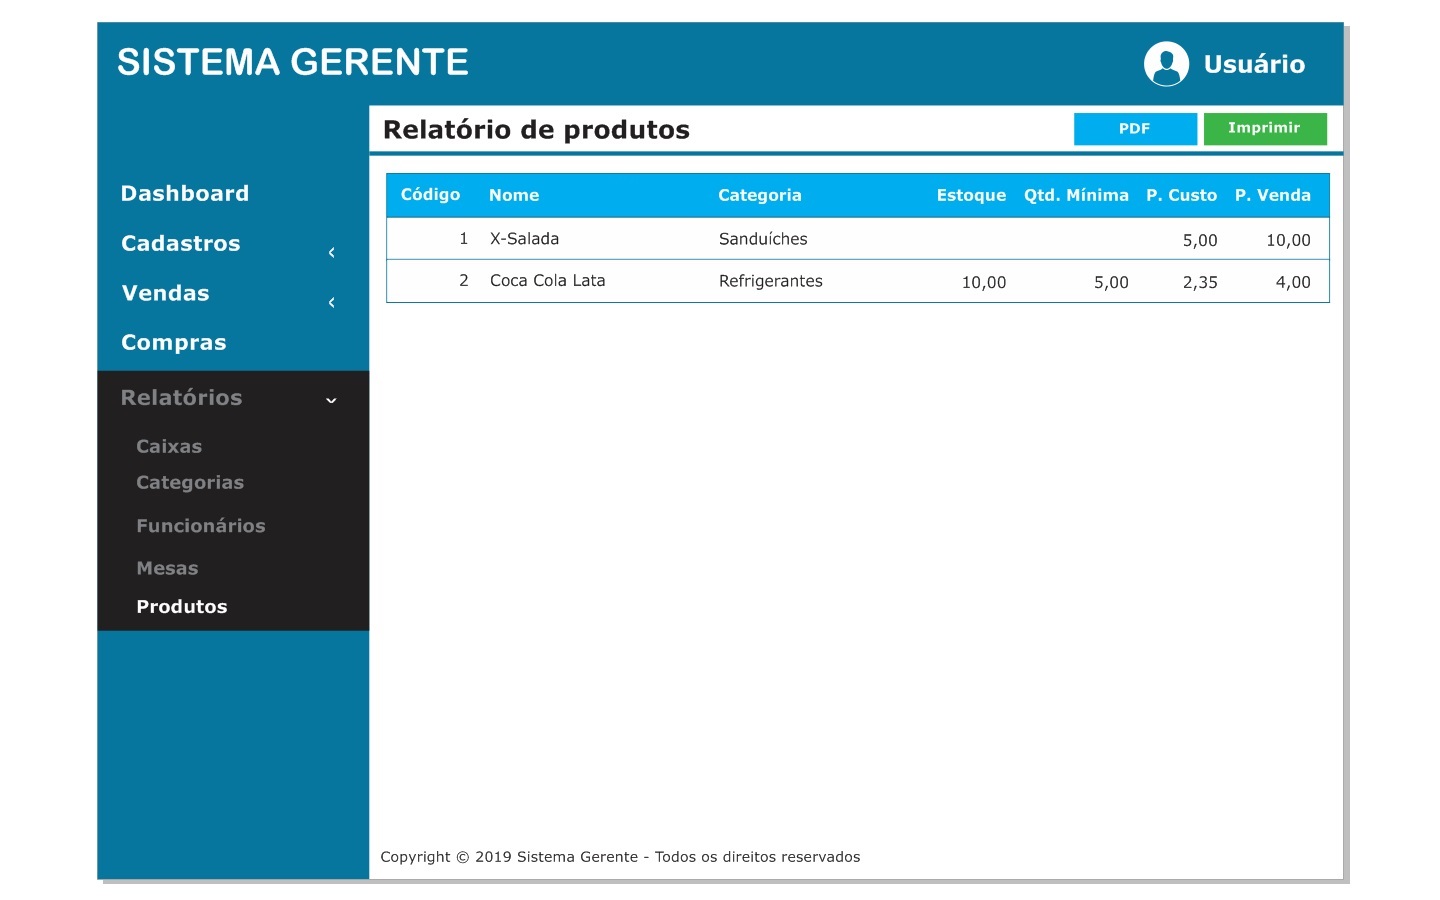 SISTEMA GERENTE
Usuário
Relatório de produtos
PDF
Imprimir
Dashboard
Cadastros
Vendas
Compras
Relatórios
Caixas
Categorias
Funcionários
Mesas
Produtos
Código Nome Categoria Estoque Qtd. Mínima P. Custo P. Venda
1 X-Salada Sanduíches 5,00 10,00
2 Coca Cola Lata Refrigerantes 10,00 5,00 2,35 4,00
Copyright © 2019 Sistema Gerente - Todos os direitos reservados